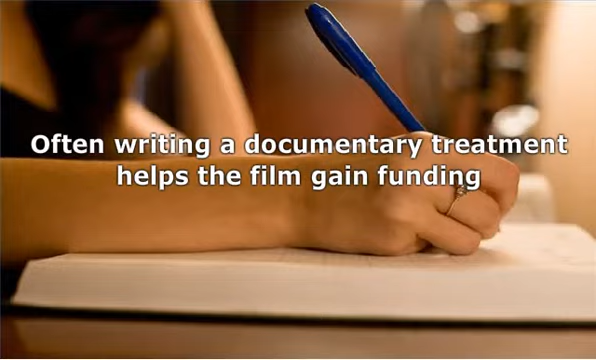 Often writing a documentary treatment
helps the film gain funding